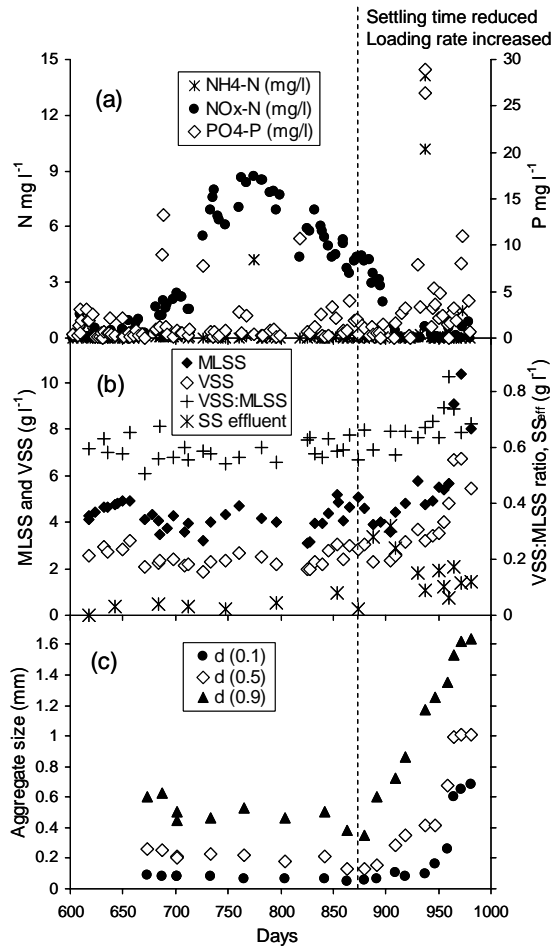 Settling time reduced
Loading rate increased
(a)
NH4-N (mg/l)
NOx-N (mg/l)
PO4-P (mg/l)
N mg l-1
15
12
9
6
3
0
P mg l-1
30
25
20
15
10
5
0
(b)
MLSS
VSS
VSS:MLSS
SS effluent
MLSS and VSS (g l-1)
10
8
6
4
2
0
VSS:MLSS ratio, SSeff (g l-1)
0.8
0.6
0.4
0.2
0
(c)
d (0.1)
d (0.5)
d (0.9)
Aggregate size (mm)
1.6
1.4
1.2
1
0.8
0.6
0.4
0.2
0
600 650 700 750 800 850 900 950 1000
Days